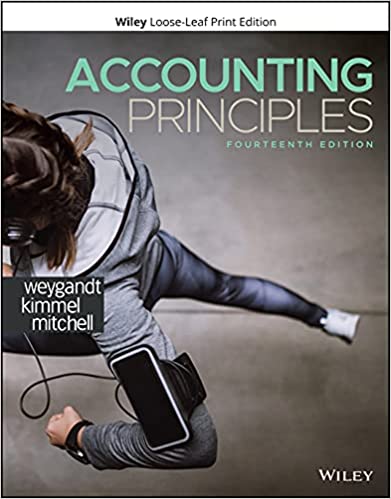 Wiley Loose-Leaf Print Edition
ACCOUNTING
PRINCIPLES
FOURTEENTH EDITION
weygandt
kimmel
mitchell
WILEY